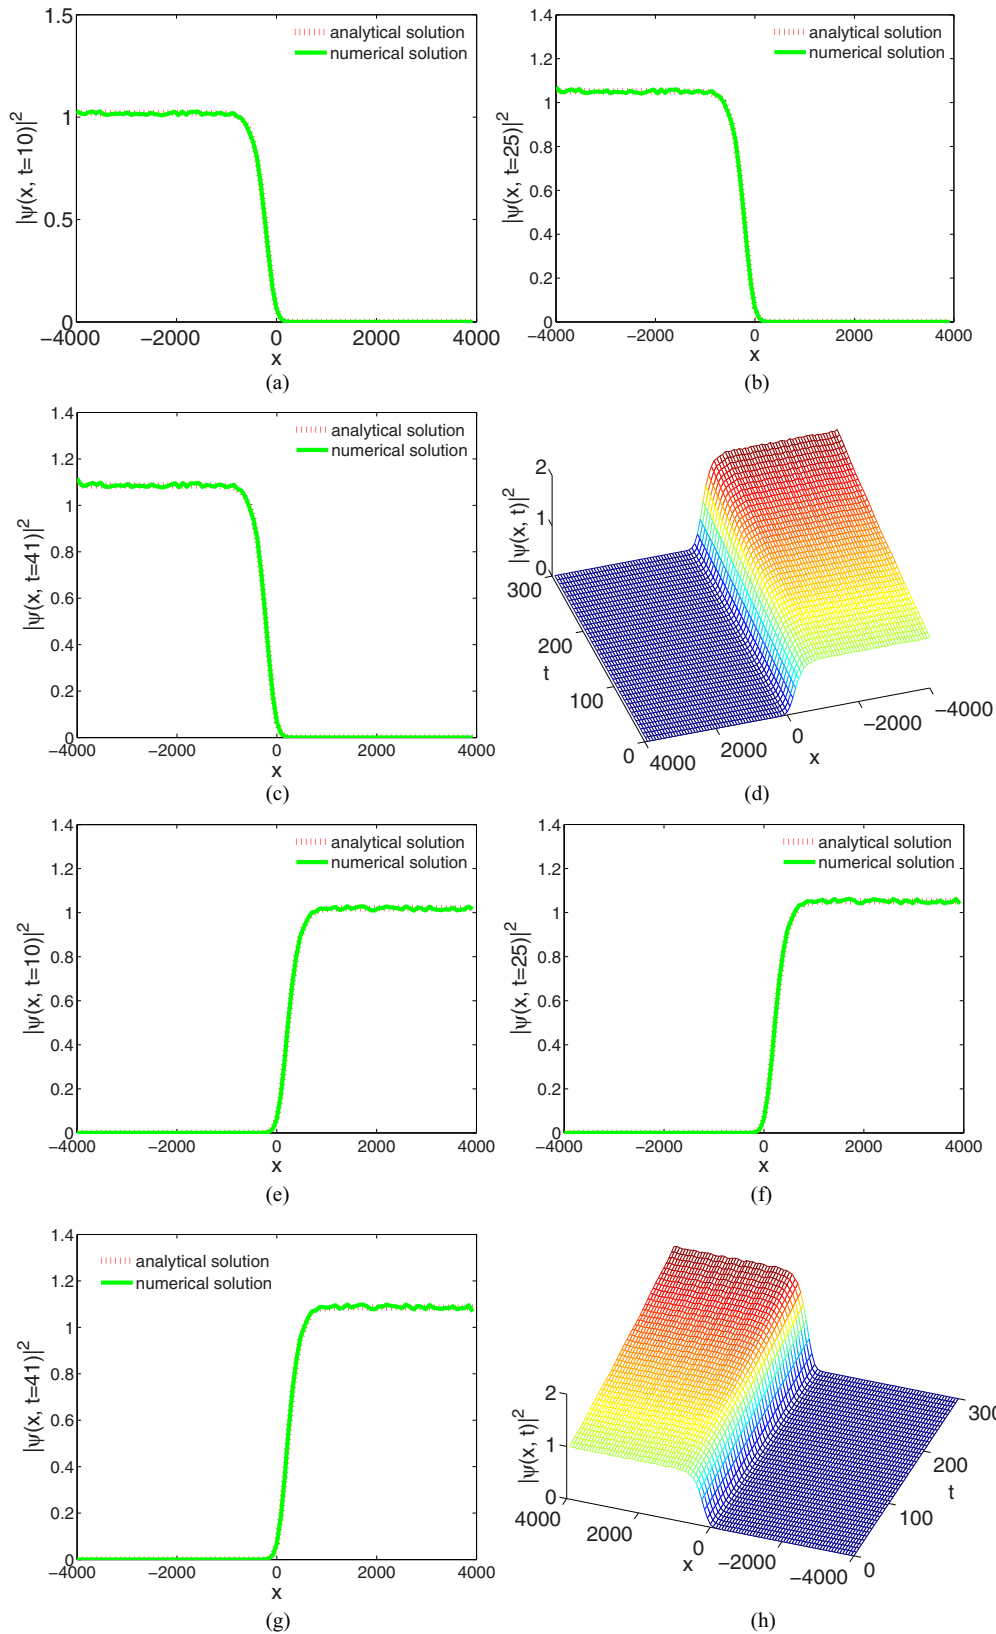 1.5
1
0.5
0
|ψ(x, t=10)|²
analytical solution
numerical solution
−4000 −2000 0 2000 4000
x
(a)
1.4
1.2
1
0.8
0.6
0.4
0.2
0
|ψ(x, t=25)|²
analytical solution
numerical solution
−4000 −2000 0 2000 4000
x
(b)
1.4
1.2
1
0.8
0.6
0.4
0.2
0
|ψ(x, t=41)|²
analytical solution
numerical solution
−4000 −2000 0 2000 4000
x
(c)
2
1
0
|ψ(x, t)|²
300
200
100
0
t
4000 2000 0 −2000 −4000
x
(d)
1.4
1.2
1
0.8
0.6
0.4
0.2
0
|ψ(x, t=10)|²
analytical solution
numerical solution
−4000 −2000 0 2000 4000
x
(e)
1.4
1.2
1
0.8
0.6
0.4
0.2
0
|ψ(x, t=25)|²
analytical solution
numerical solution
−4000 −2000 0 2000 4000
x
(f)
1.4
1.2
1
0.8
0.6
0.4
0.2
0
|ψ(x, t=41)|²
analytical solution
numerical solution
−4000 −2000 0 2000 4000
x
(g)
2
1
0
|ψ(x, t)|²
4000 2000 0 −2000 −4000
x
300
200
100
0
t
(h)